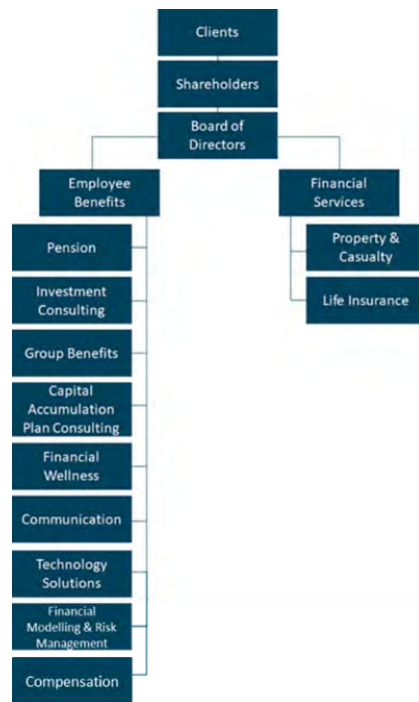 Clients
Shareholders
Board of
Directors
Employee
Benefits
Financial
Services
Pension
Investment
Consulting
Group Benefits
Capital
Accumulation
Plan Consulting
Financial
Wellness
Communication
Technology
Solutions
Financial
Modelling & Risk
Management
Compensation
Property &
Casualty
Life Insurance